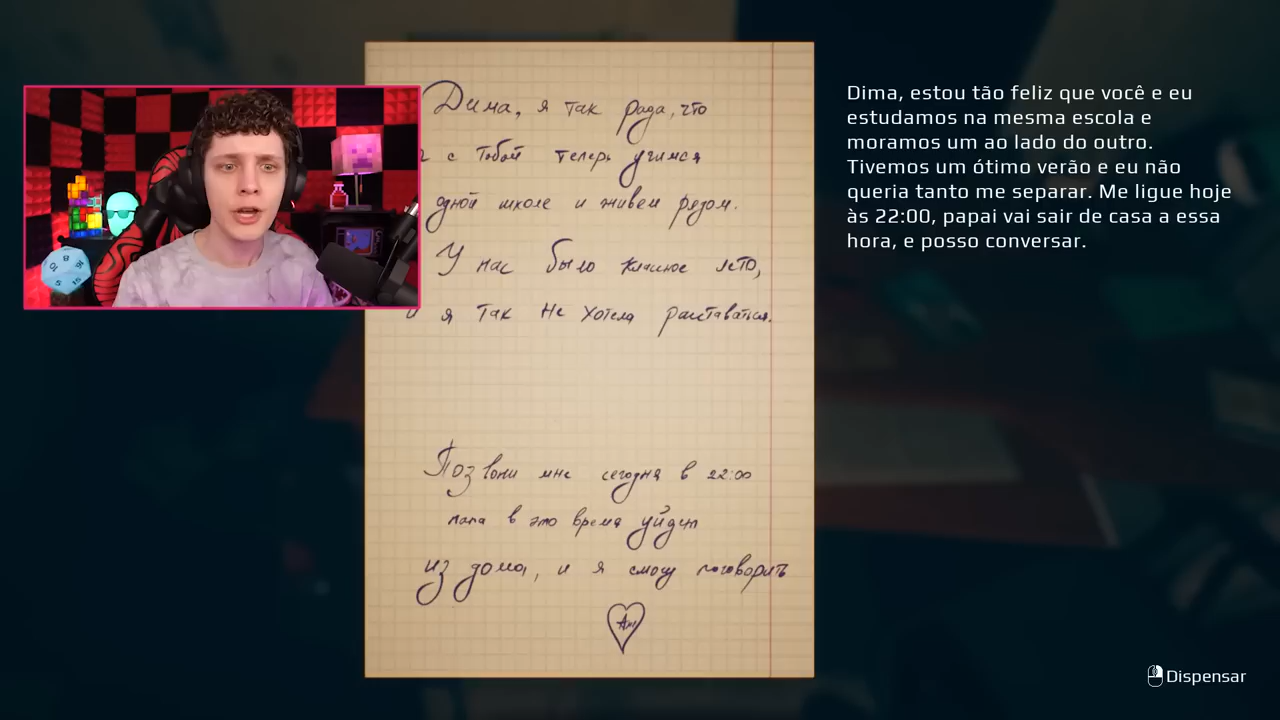 Дима, я так рада, что
с тобой теперь учимся
одной школе и живем рядом.
У нас было классное лето,
и я так не хотела расставаться.
Позвони мне сегодня в 22:00
папа в это время уйдет
из дома, и я смогу поговорить
Dima, estou tão feliz que você e eu
estudamos na mesma escola e
moramos um ao lado do outro.
Tivemos um ótimo verão e eu não
queria tanto me separar. Me ligue hoje
às 22:00, papai vai sair de casa a essa
hora, e posso conversar.
Dispensar